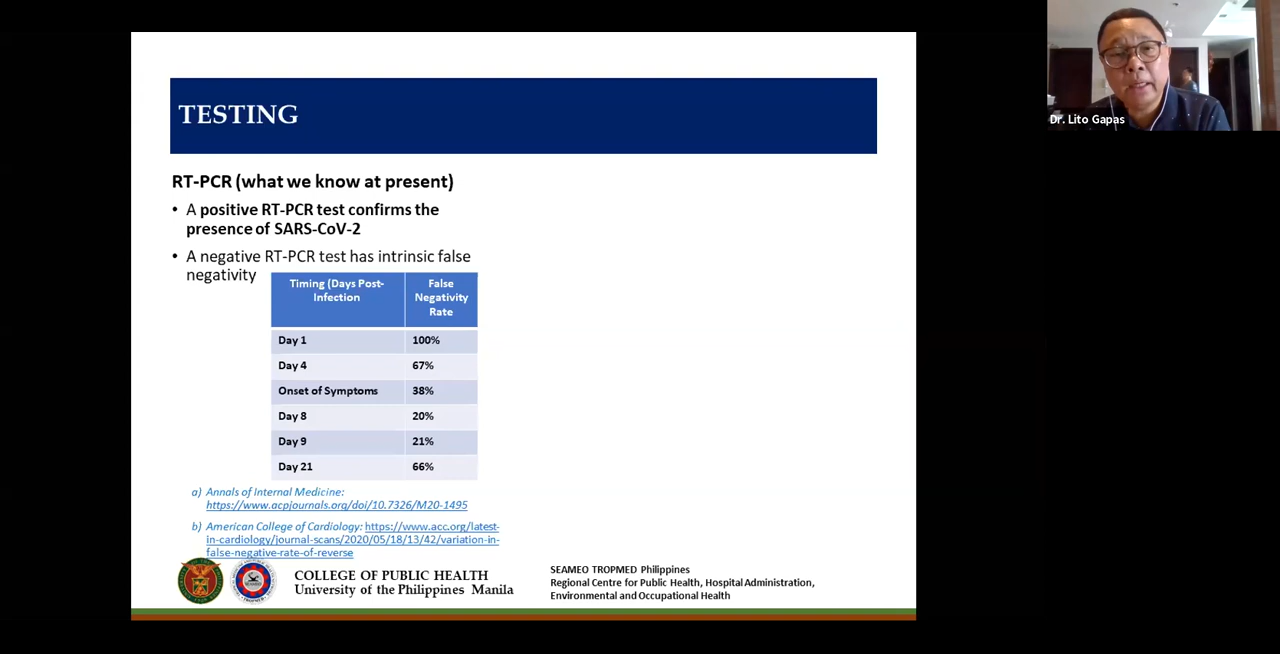 TESTING
Dr. Lito Gapas
RT-PCR (what we know at present)
• A positive RT-PCR test confirms the
presence of SARS-CoV-2
• A negative RT-PCR test has intrinsic false
negativity
Timing (Days Post-
Infection
False
Negativity
Rate
Day 1 100%
Day 4 67%
Onset of Symptoms 38%
Day 8 20%
Day 9 21%
Day 21 66%
a) Annals of Internal Medicine:
https://www.acpjournals.org/doi/10.7326/M20-1495
b) American College of Cardiology: https://www.acc.org/latest-
in-cardiology/journal-scans/2020/05/18/13/42/variation-in-
false-negative-rate-of-reverse
COLLEGE OF PUBLIC HEALTH
University of the Philippines Manila
SEAMEO TROPMED Philippines
Regional Centre for Public Health, Hospital Administration,
Environmental and Occupational Health